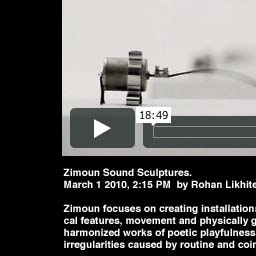 18:49
Zimoun Sound Sculptures.
March 1 2010, 2:15 PM by Rohan Likhite
Zimoun focuses on creating installation
cal features, movement and physically g
harmonized works of poetic playfulness
irregularities caused by routine and coin